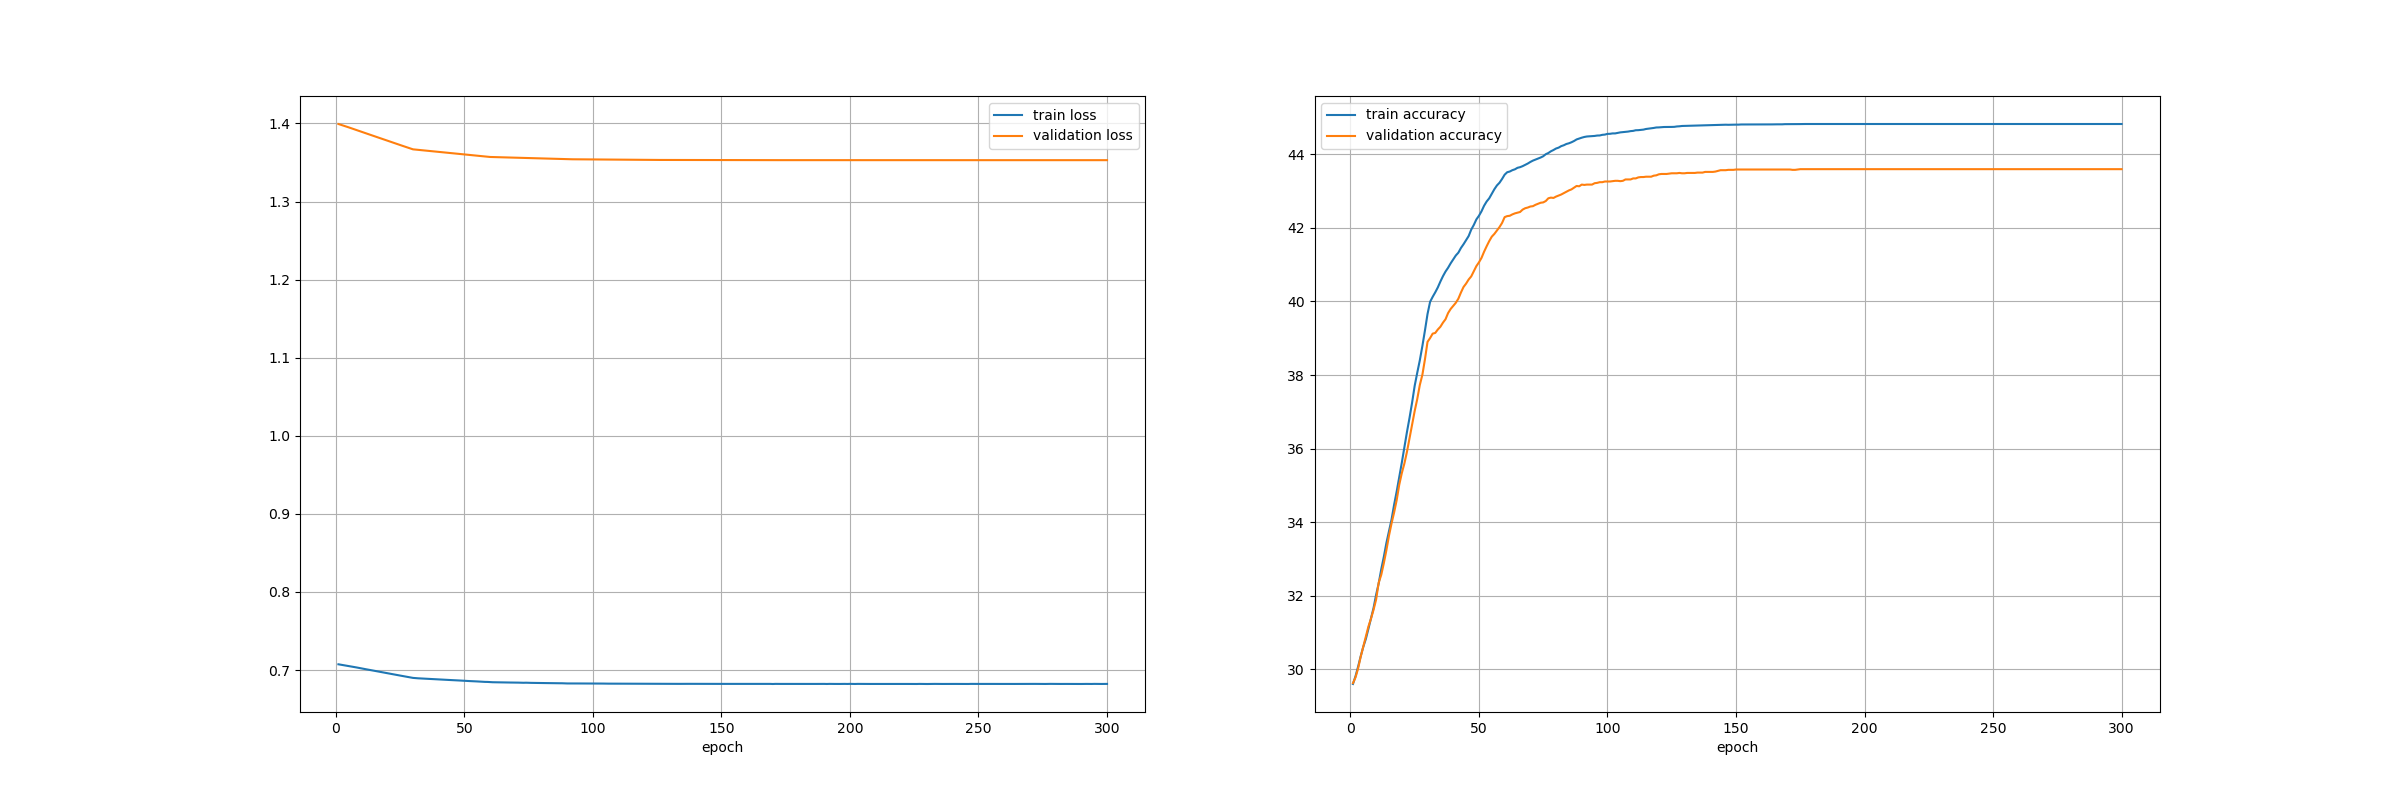 train loss
validation loss
1.4
1.3
1.2
1.1
1.0
0.9
0.8
0.7
0 50 100 150 200 250 300
epoch
train accuracy
validation accuracy
44
42
40
38
36
34
32
30
0 50 100 150 200 250 300
epoch